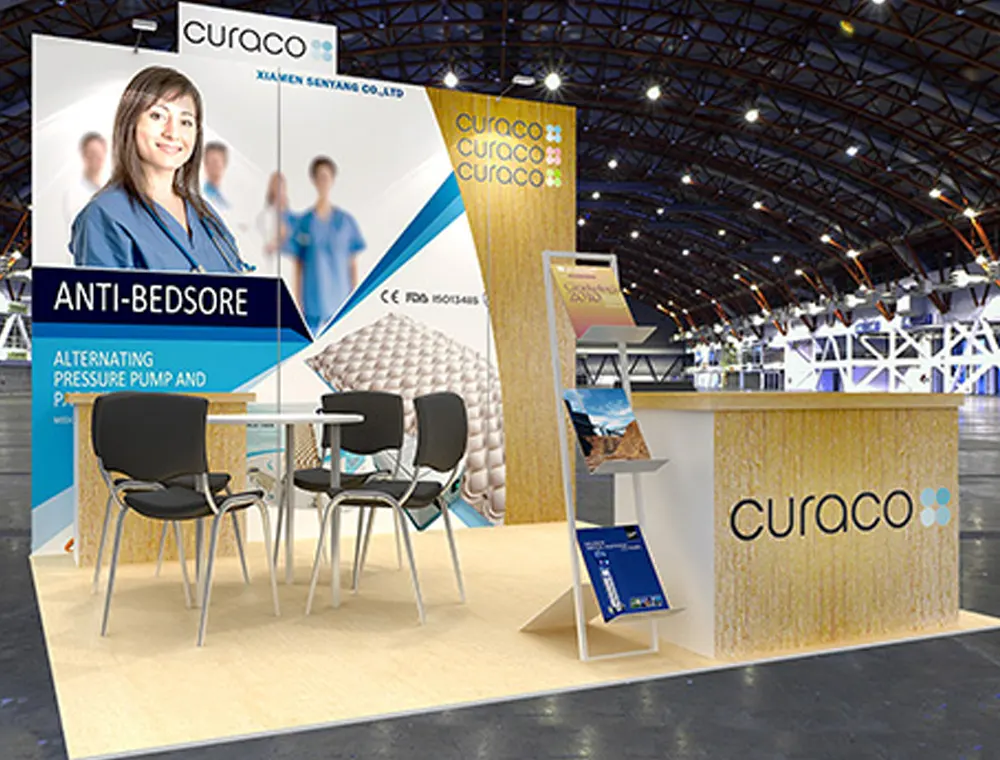 curaco
XIAMEN SENYANG CO.,LTD
curaco
curaco
curaco
ANTI-BEDSORE
CE FDA ISO13485
ALTERNATING
PRESSURE PUMP AND
curaco